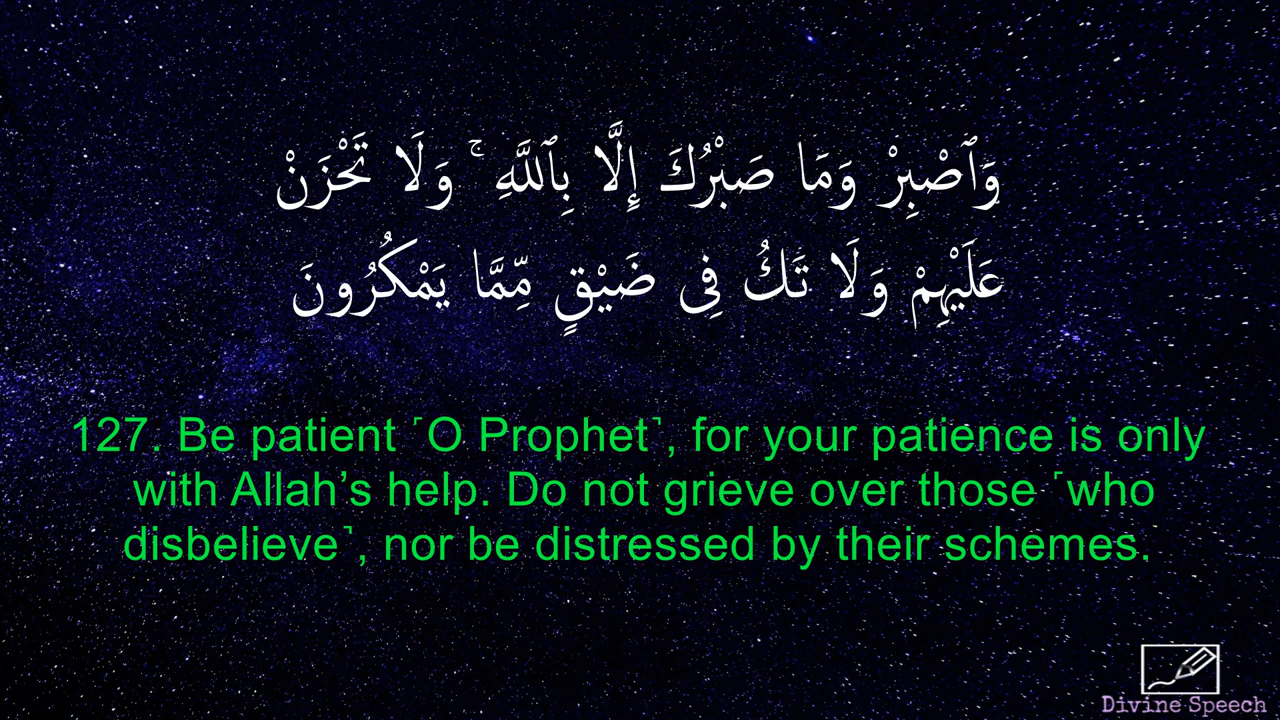 وَٱصْبِرْ وَمَا صَبْرُكَ إِلَّا بِٱللَّهِ ۚ وَلَا تَحْزَنْ
عَلَيْهِمْ وَلَا تَكُ فِى ضَيْقٍ مِّمَّا يَمْكُرُونَ
127. Be patient ˹O Prophet˺, for your patience is only
with Allah’s help. Do not grieve over those ˹who
disbelieve˺, nor be distressed by their schemes.
Divine Speech